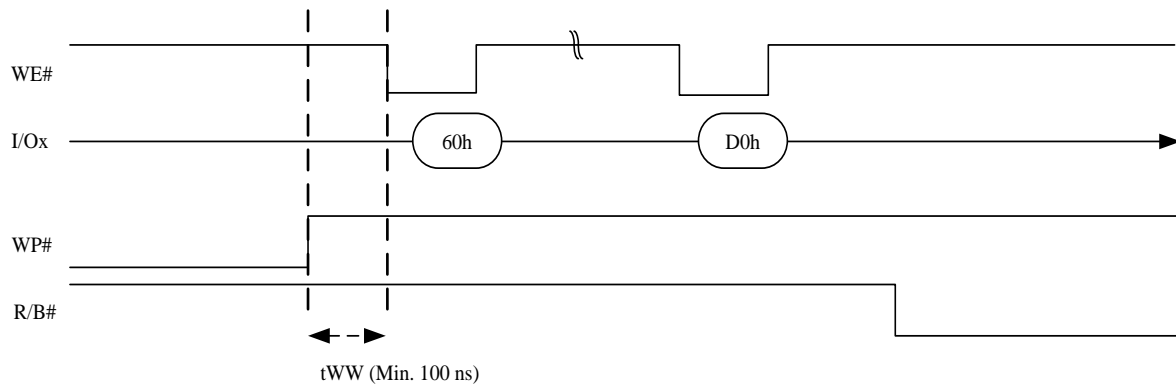 WE#
I/Ox
60h
D0h
WP#
R/B#
tWW (Min. 100 ns)